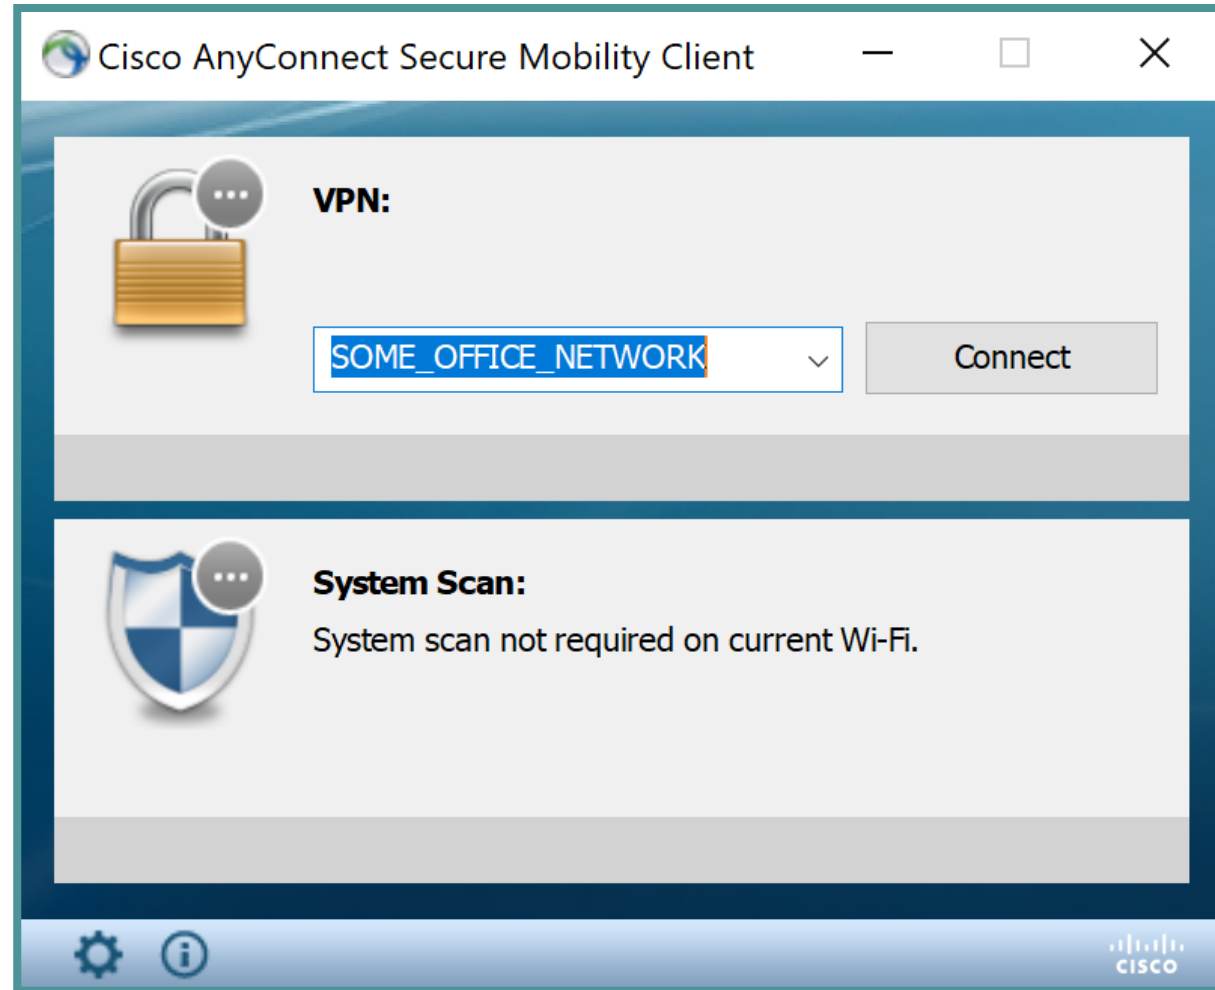 Cisco AnyConnect Secure Mobility Client
VPN:
SOME_OFFICE_NETWORK
Connect
System Scan:
System scan not required on current Wi-Fi.
CISCO